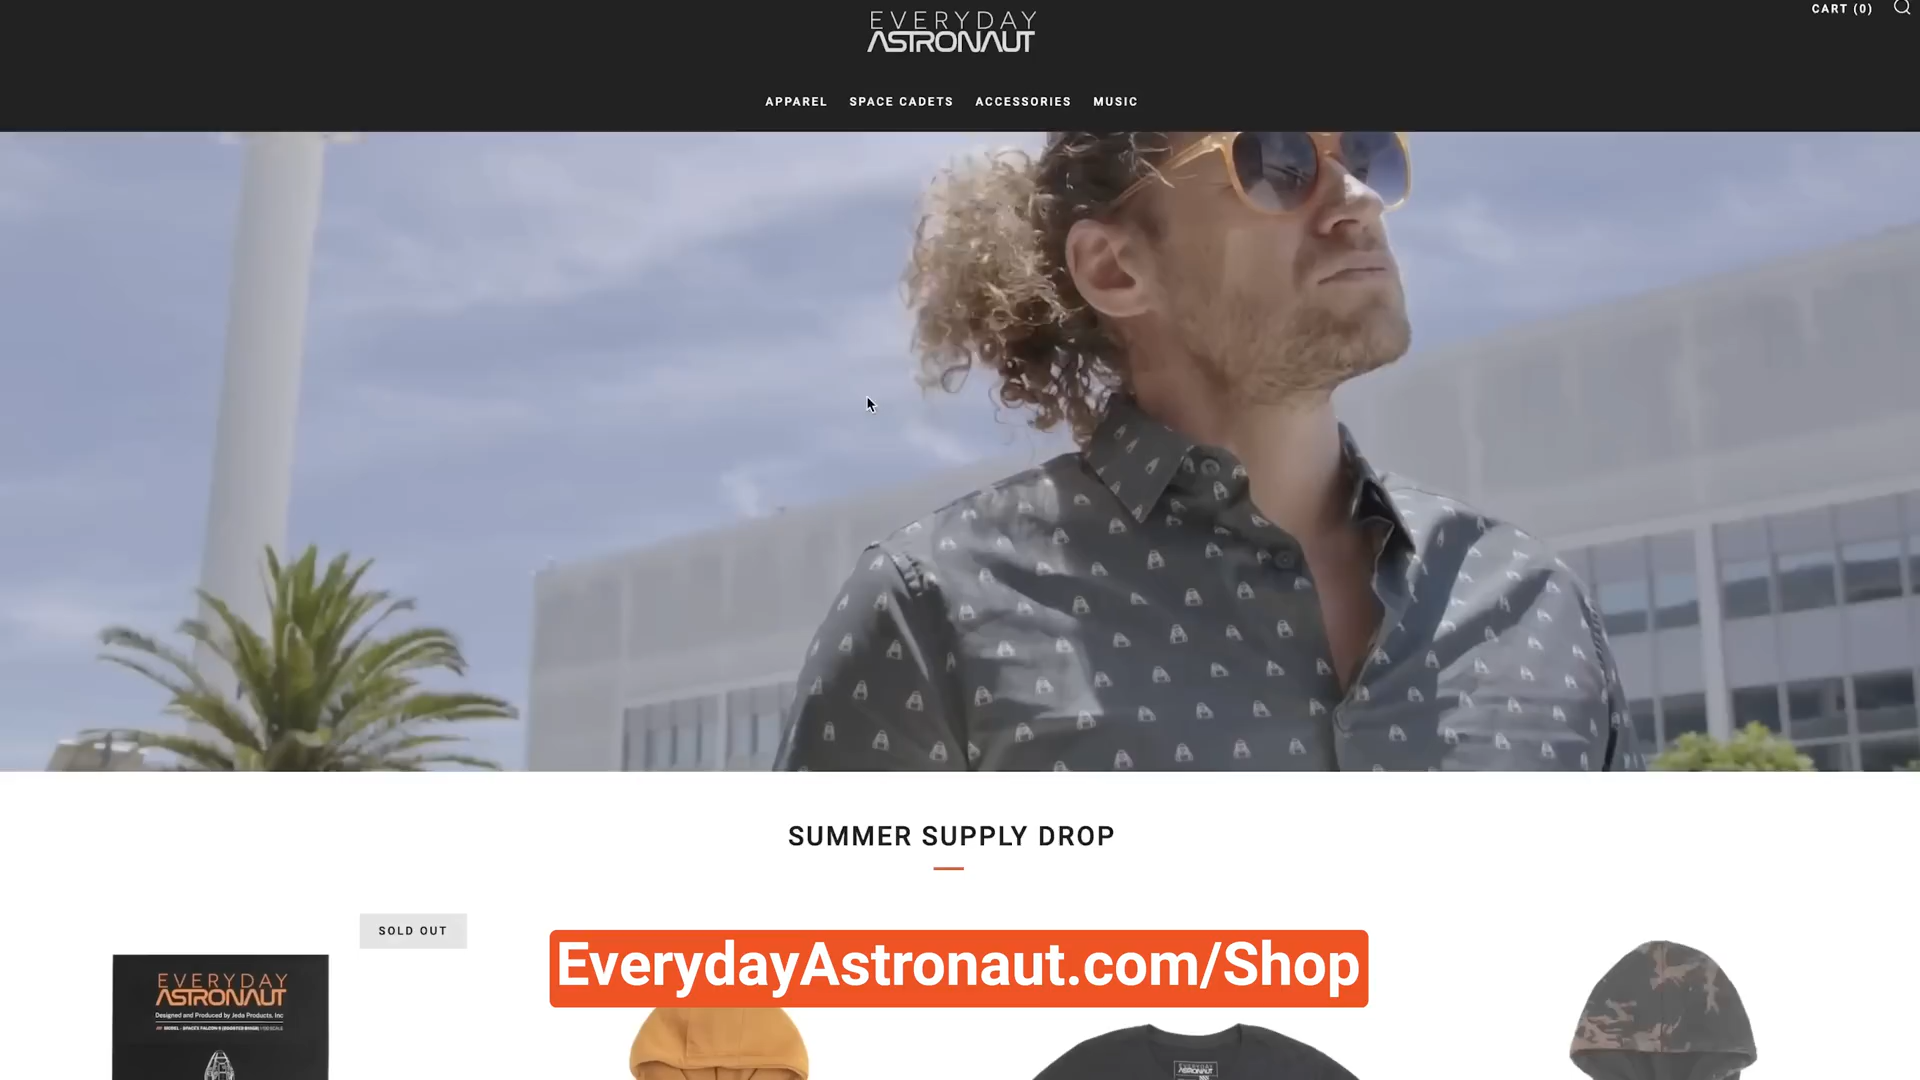 EVERYDAY
ASTRONAUT
CART (0)
APPAREL SPACE CADETS ACCESSORIES MUSIC
SUMMER SUPPLY DROP
SOLD OUT
EverydayAstronaut.com/Shop
EVERYDAY
ASTRONAUT
Designed and Produced by Jeda Products, Inc